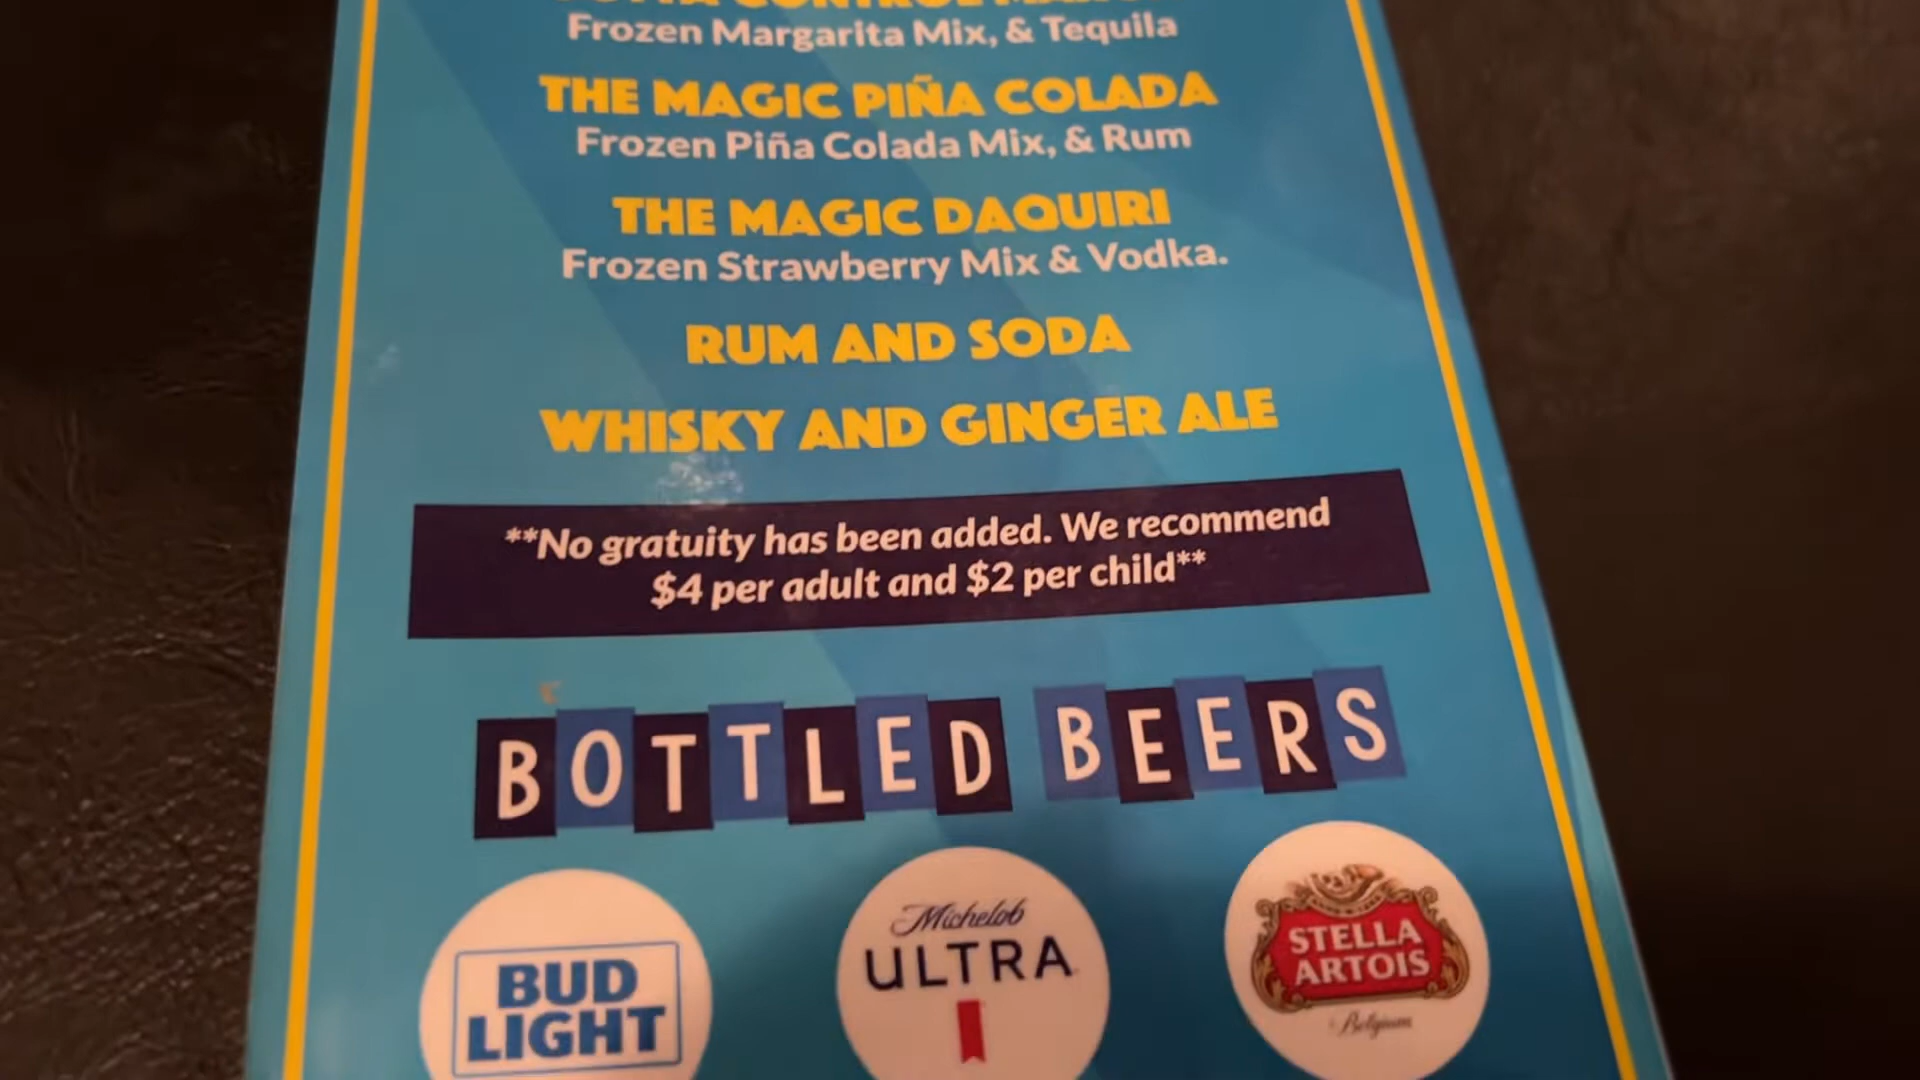 Frozen Margarita Mix, & Tequila
THE MAGIC PIÑA COLADA
Frozen Piña Colada Mix, & Rum
THE MAGIC DAQUIRI
Frozen Strawberry Mix & Vodka.
RUM AND SODA
WHISKY AND GINGER ALE
**No gratuity has been added. We recommend
$4 per adult and $2 per child**
BOTTLED BEERS
BUD
LIGHT
Michelob
ULTRA
STELLA
ARTOIS
Belgium